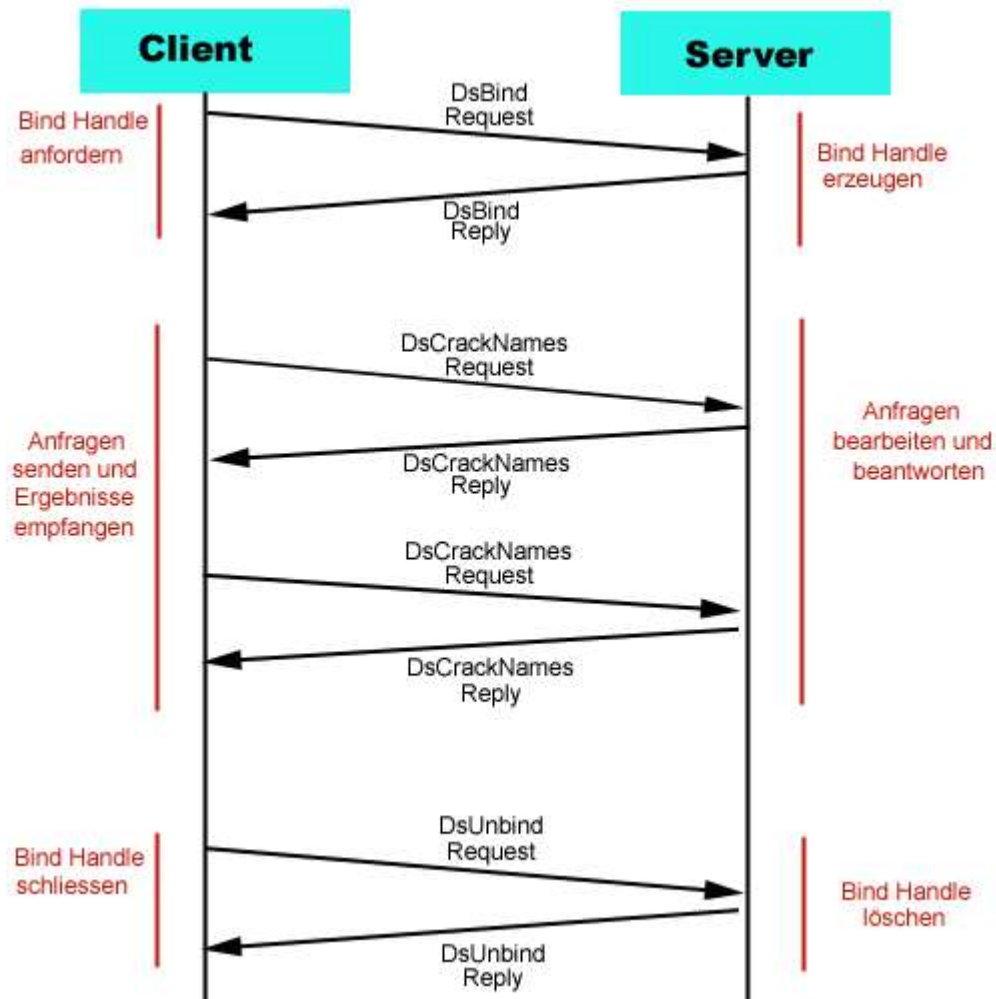 Client
Server
DsBind
Request
Bind Handle
anfordern
Bind Handle
erzeugen
DsBind
Reply
DsCrackNames
Request
Anfragen
senden und
Ergebnisse
empfangen
Anfragen
bearbeiten und
beantworten
DsCrackNames
Reply
DsCrackNames
Request
DsCrackNames
Reply
DsUnbind
Request
Bind Handle
schliessen
Bind Handle
löschen
DsUnbind
Reply